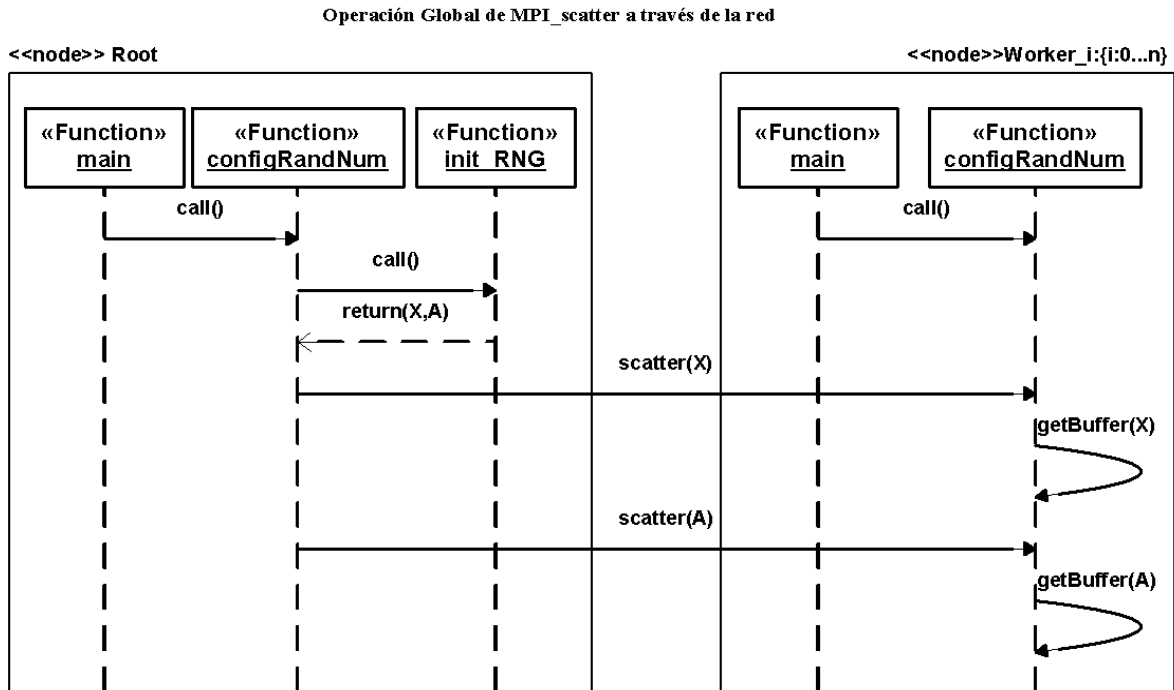 Operación Global de MPI_scatter a través de la red
<<node>> Root
<<node>>Worker_i:{i:0...n}
«Function»
main
«Function»
configRandNum
«Function»
init_RNG
«Function»
main
«Function»
configRandNum
call()
call()
call()
return(X,A)
scatter(X)
getBuffer(X)
scatter(A)
getBuffer(A)